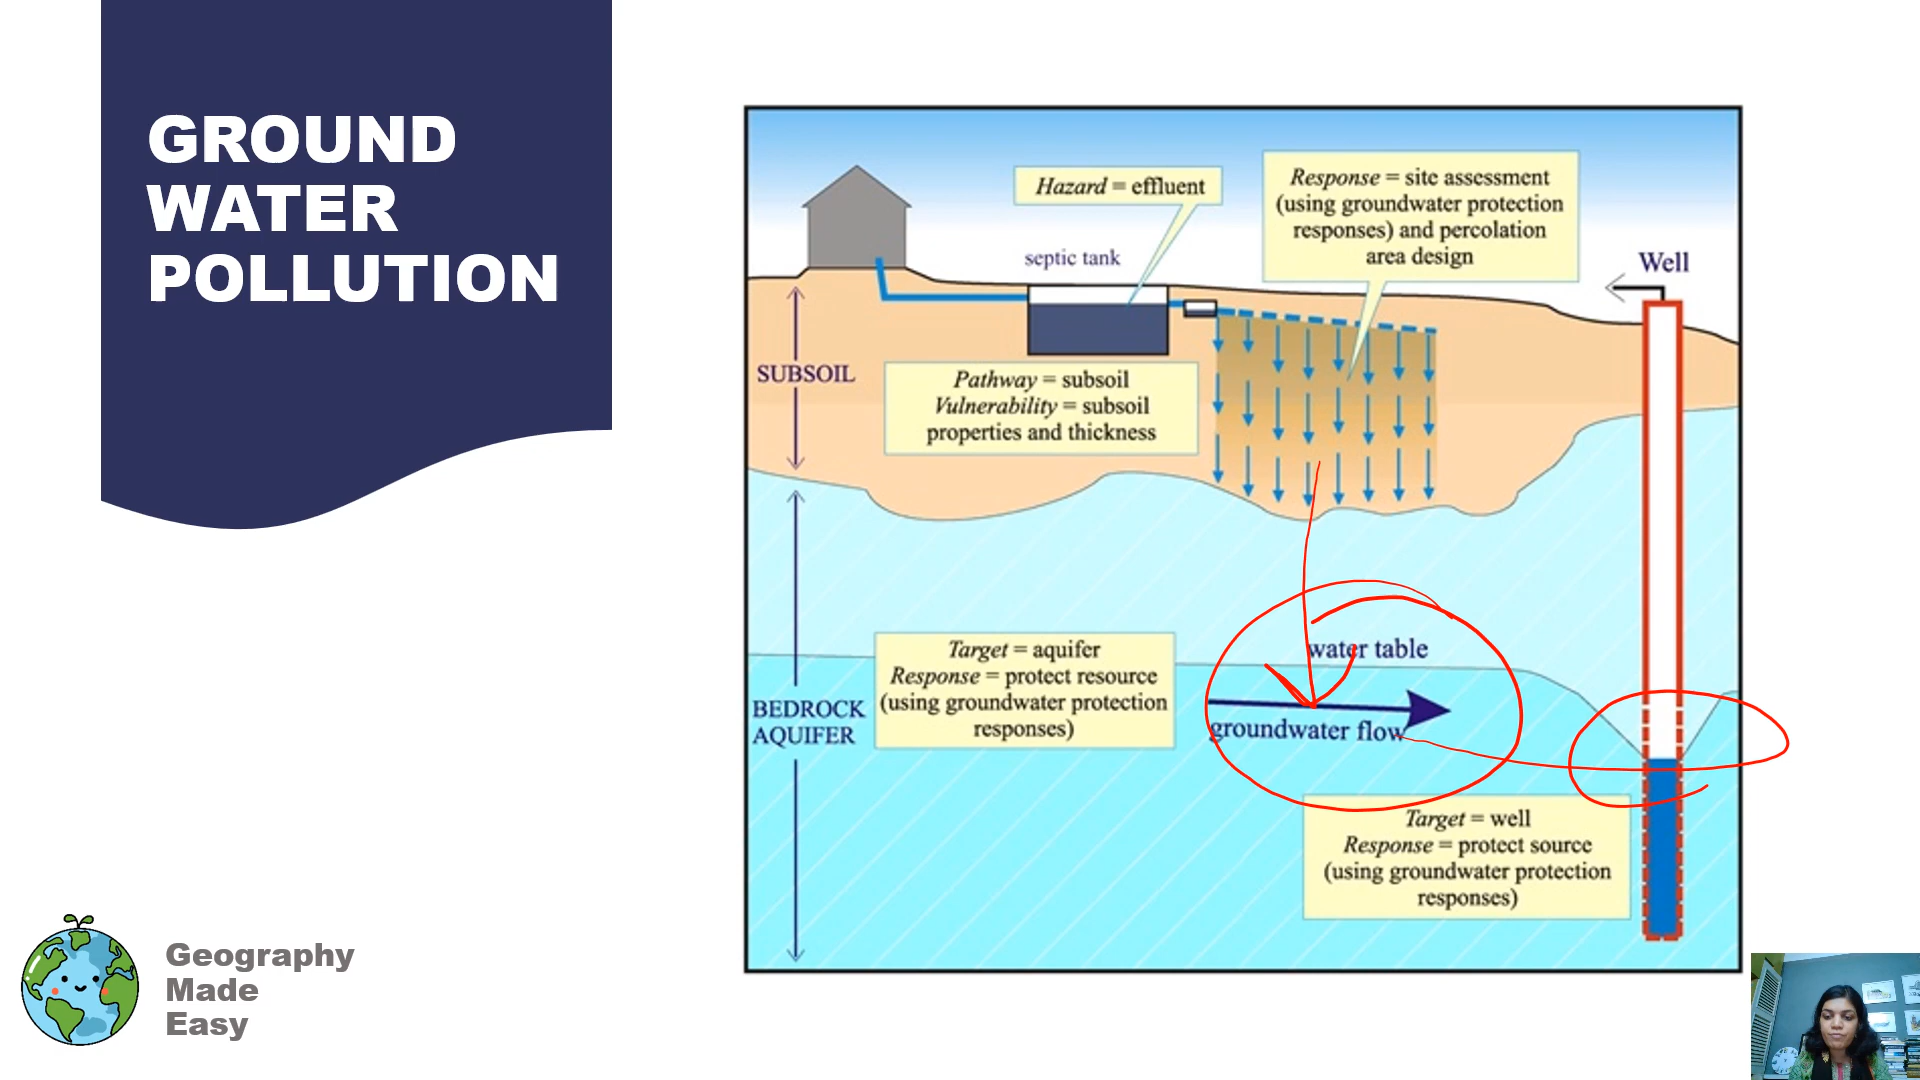 GROUND
WATER
POLLUTION
Hazard = effluent
Response = site assessment
(using groundwater protection
responses) and percolation
area design
septic tank
Well
SUBSOIL
Pathway = subsoil
Vulnerability = subsoil
properties and thickness
Target = aquifer
Response = protect resource
(using groundwater protection
responses)
water table
BEDROCK
AQUIFER
groundwater flow
Target = well
Response = protect source
(using groundwater protection
responses)
Geography
Made
Easy